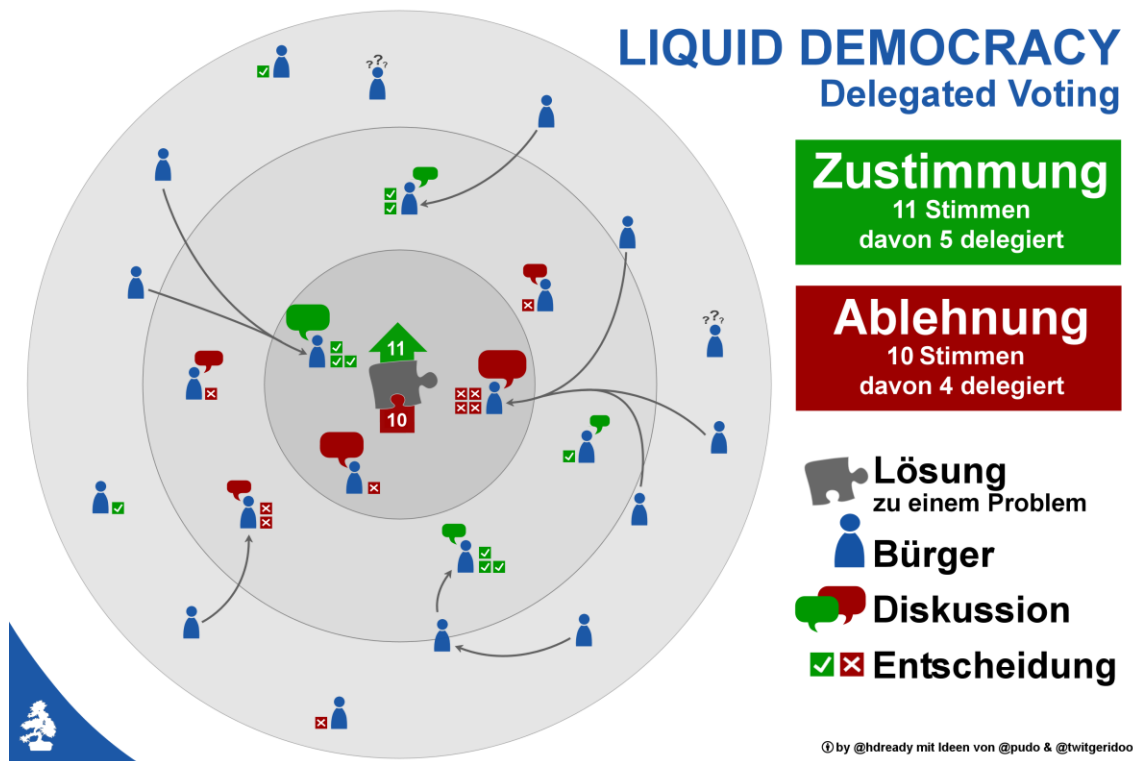 LIQUID DEMOCRACY
Delegated Voting
???
Zustimmung
11 Stimmen
davon 5 delegiert
???
Ablehnung
10 Stimmen
davon 4 delegiert
11
10
Lösung
zu einem Problem
Bürger
Diskussion
Entscheidung
by @hdready mit Ideen von @pudo & @twitgeridoo